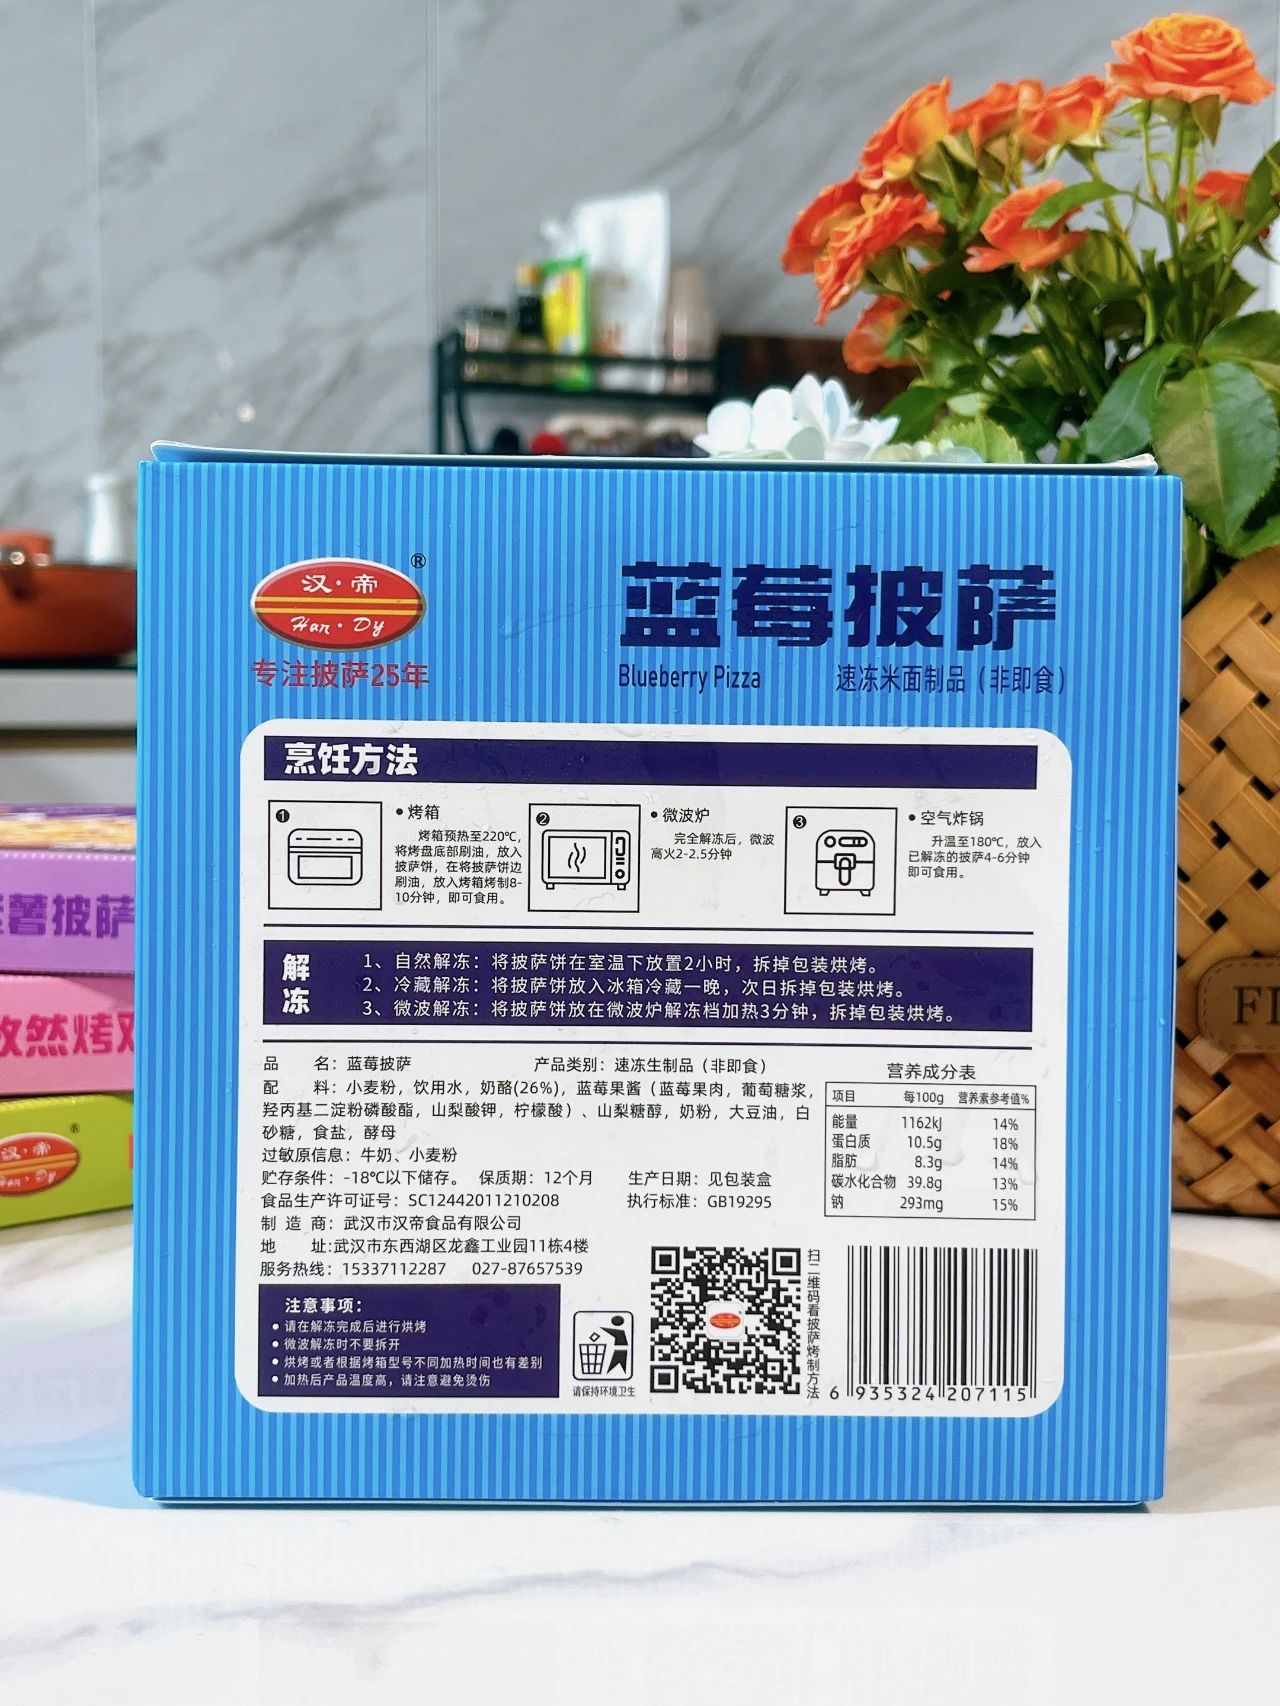 汉·帝®
Han·Dy
专注披萨25年
蓝莓披萨
Blueberry Pizza 速冻米面制品（非即食）
烹饪方法
1
• 烤箱
烤箱预热至220℃，
将烤盘底部刷油，放入
披萨饼，在将披萨饼边
刷油，放入烤箱烤制8-
10分钟，即可食用。
2
• 微波炉
完全解冻后，微波
高火2-2.5分钟
3
• 空气炸锅
升温至180℃，放入
已解冻的披萨4-6分钟
即可食用。
解冻
1、自然解冻：将披萨饼在室温下放置2小时，拆掉包装烘烤。
2、冷藏解冻：将披萨饼放入冰箱冷藏一晚，次日拆掉包装烘烤。
3、微波解冻：将披萨饼放在微波炉解冻档加热3分钟，拆掉包装烘烤。
品 名：蓝莓披萨 产品类别：速冻生制品（非即食）
配 料：小麦粉，饮用水，奶酪(26%)，蓝莓果酱（蓝莓果肉，葡萄糖浆，
羟丙基二淀粉磷酸酯，山梨酸钾，柠檬酸）、山梨糖醇，奶粉，大豆油，白
砂糖，食盐，酵母
过敏原信息：牛奶、小麦粉
贮存条件：-18℃以下储存。 保质期：12个月 生产日期：见包装盒
食品生产许可证号：SC12442011210208 执行标准：GB19295
制 造 商：武汉市汉帝食品有限公司
地 址:武汉市东西湖区龙鑫工业园11栋4楼
服务热线：15337112287 027-87657539
营养成分表
项目 每100g 营养素参考值%
能量 1162kJ 14%
蛋白质 10.5g 18%
脂肪 8.3g 14%
碳水化合物 39.8g 13%
钠 293mg 15%
注意事项：
• 请在解冻完成后进行烘烤
• 微波解冻时不要拆开
• 烘烤或者根据烤箱型号不同加热时间也有差别
• 加热后产品温度高，请注意避免烫伤
请保持环境卫生
扫二维码看披萨烤制方法
6 935324 207115
薯披萨
然烤
汉·帝®
Han·Dy